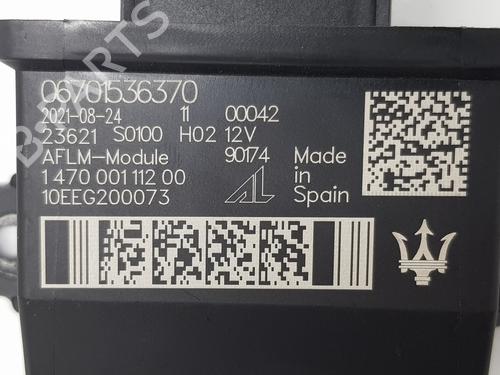 06701536370
2021-08-24 11 00042
23621 S0100 H02 12V
AFLM-Module 90174 Made
1 470 001 112 00 AL in
10EEG200073 Spain